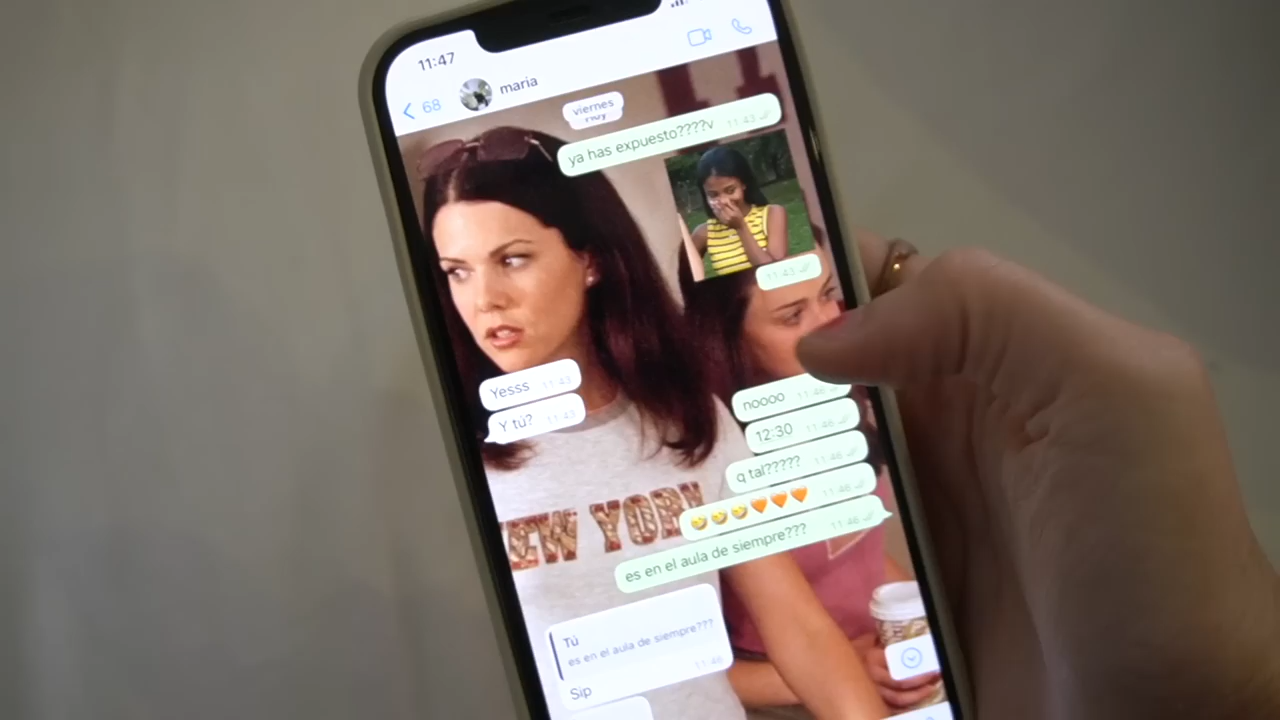 11:47
68
maria
viernes
ya has expuesto????v 11:43
11:43
Yesss 11:43
Y tú? 11:43
noooo 11:46
12:30 11:46
q tal????? 11:46
🤣🤣🤣🧡🧡🧡 11:46
es en el aula de siempre??? 11:46
NEW YORK
Tú
es en el aula de siempre???
Sip 11:46